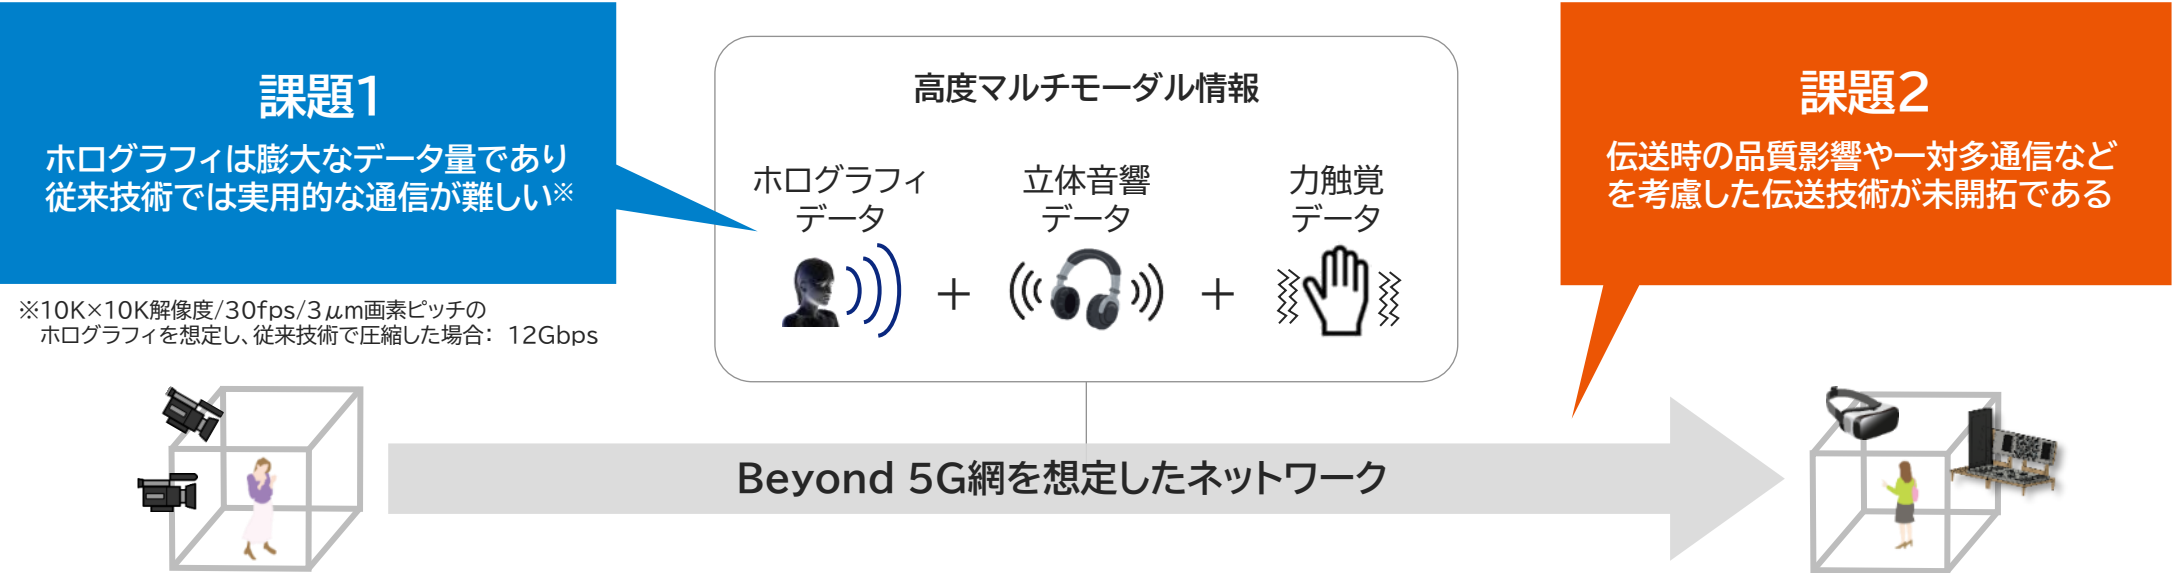 課題1
ホログラフィは膨大なデータ量であり
従来技術では実用的な通信が難しい※
※10K×10K解像度/30fps/3μm画素ピッチの
ホログラフィを想定し、従来技術で圧縮した場合： 12Gbps
高度マルチモーダル情報
ホログラフィ
データ
+
立体音響
データ
+
力触覚
データ
課題2
伝送時の品質影響や一対多通信など
を考慮した伝送技術が未開拓である
Beyond 5G網を想定したネットワーク